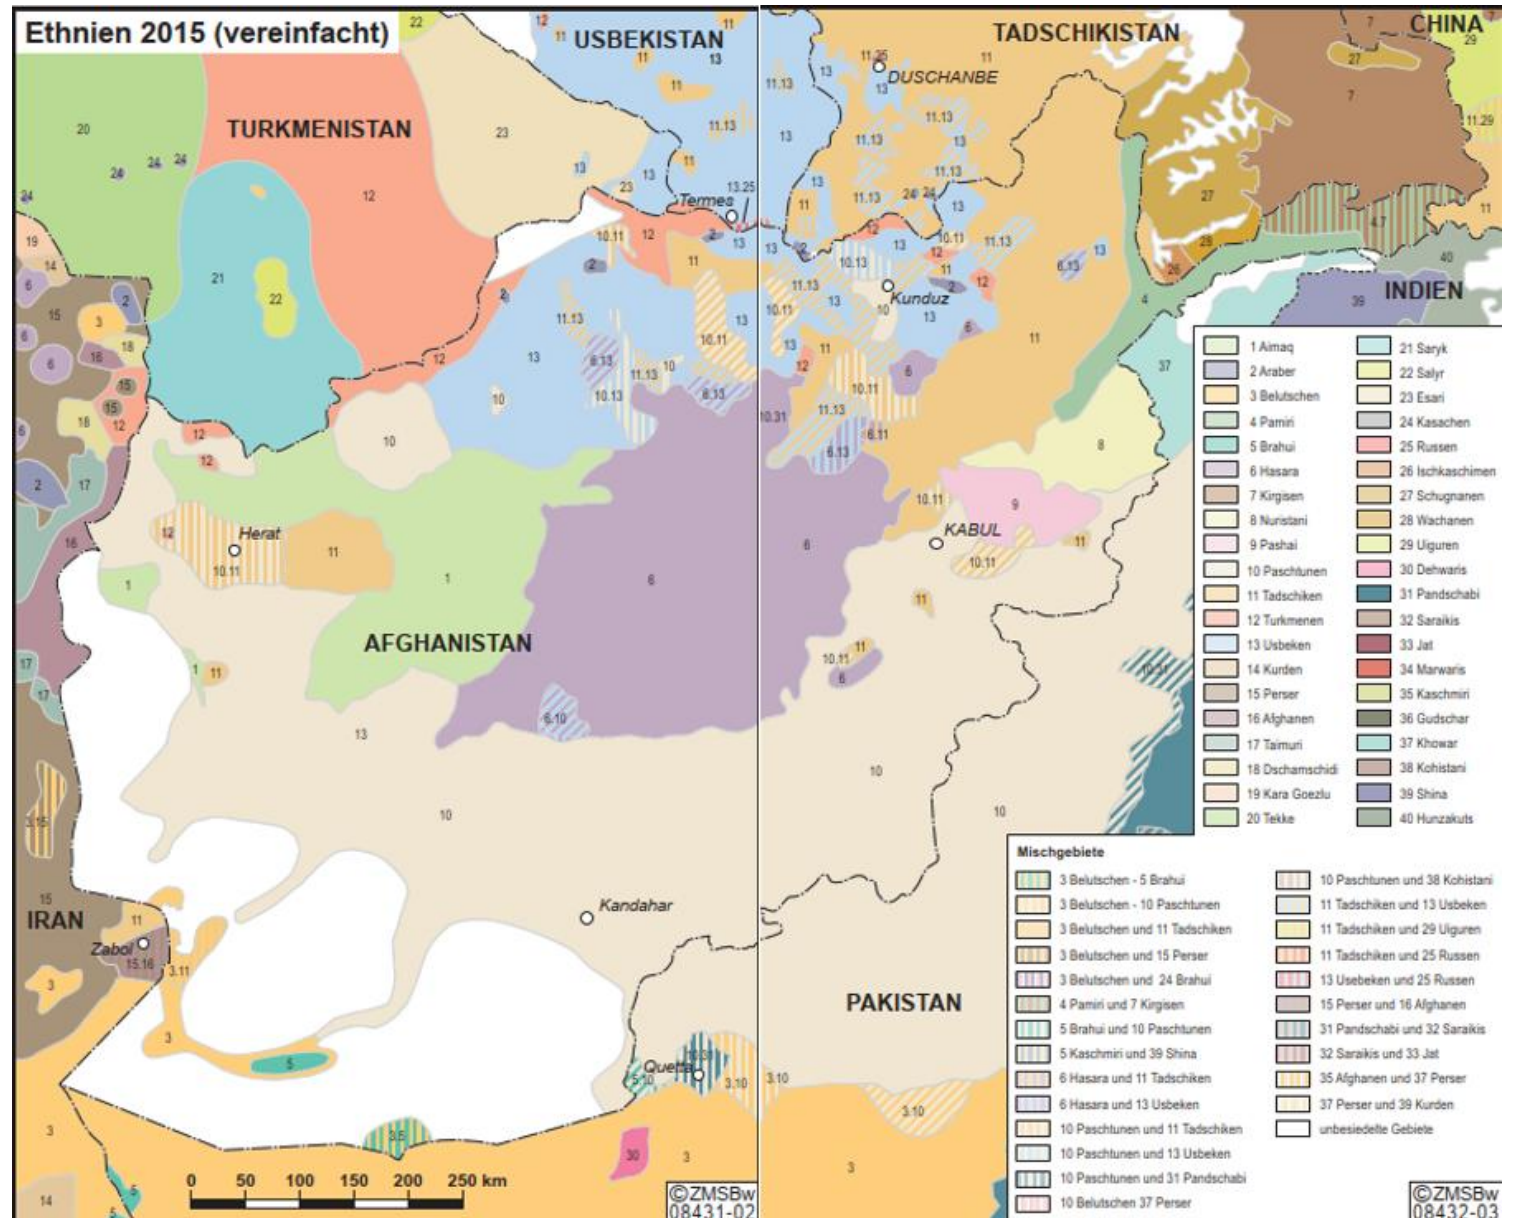 Ethnien 2015 (vereinfacht)
USBEKISTAN
TADSCHIKISTAN
CHINA
TURKMENISTAN
DUSCHANBE
Termes
Kunduz
INDIEN
Herat
KABUL
AFGHANISTAN
Kandahar
IRAN
Zabol
PAKISTAN
Quetta
0 50 100 150 200 250 km
1 Aimaq
2 Araber
3 Belutschen
4 Pamiri
5 Brahui
6 Hasara
7 Kirgisen
8 Nuristani
9 Pashai
10 Paschtunen
11 Tadschiken
12 Turkmenen
13 Usbeken
14 Kurden
15 Perser
16 Afghanen
17 Taimuri
18 Dschamschidi
19 Kara Goezlu
20 Tekke
21 Saryk
22 Salyr
23 Esari
24 Kasachen
25 Russen
26 Ischkaschimen
27 Schugnanen
28 Wachanen
29 Uiguren
30 Dehwaris
31 Pandschabi
32 Saraikis
33 Jat
34 Marwaris
35 Kaschmiri
36 Gudschar
37 Khowar
38 Kohistani
39 Shina
40 Hunzakuts
Mischgebiete
3 Belutschen - 5 Brahui
3 Belutschen - 10 Paschtunen
3 Belutschen und 11 Tadschiken
3 Belutschen und 15 Perser
3 Belutschen und 24 Brahui
4 Pamiri und 7 Kirgisen
5 Brahui und 10 Paschtunen
5 Kaschmiri und 39 Shina
6 Hasara und 11 Tadschiken
6 Hasara und 13 Usbeken
10 Paschtunen und 11 Tadschiken
10 Paschtunen und 13 Usbeken
10 Paschtunen und 31 Pandschabi
10 Belutschen 37 Perser
10 Paschtunen und 38 Kohistani
11 Tadschiken und 13 Usbeken
11 Tadschiken und 29 Uiguren
11 Tadschiken und 25 Russen
13 Usebeken und 25 Russen
15 Perser und 16 Afghanen
31 Pandschabi und 32 Saraikis
32 Saraikis und 33 Jat
35 Afghanen und 37 Perser
37 Perser und 39 Kurden
unbesiedelte Gebiete
©ZMSBw
08431-02
©ZMSBw
08432-03